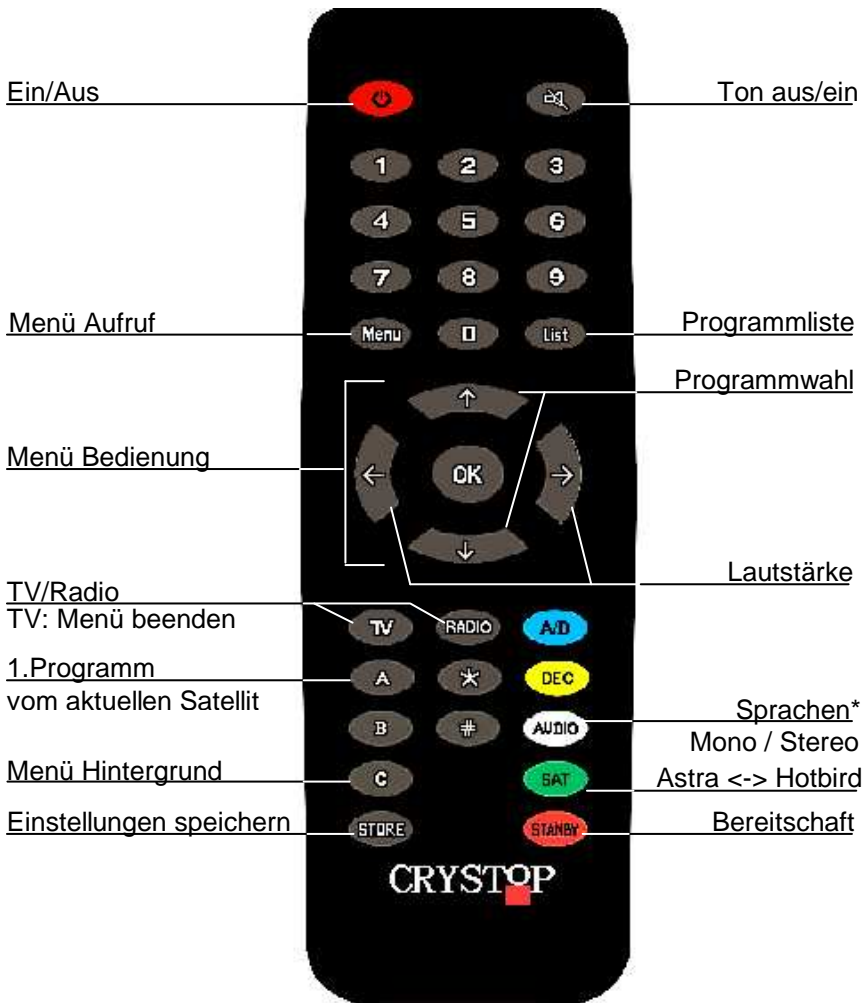 Ein/Aus
Ton aus/ein
1 2 3
4 5 6
7 8 9
Menü Aufruf
Menu 0 List
Programmliste
Programmwahl
Menü Bedienung
OK
Lautstärke
TV/Radio
TV: Menü beenden
TV RADIO A/D
1.Programm
vom aktuellen Satellit
A * DEC
Sprachen*
Mono / Stereo
B # AUDIO
Menü Hintergrund
C SAT
Astra <-> Hotbird
Einstellungen speichern
STORE STANBY
Bereitschaft
CRYSTOP